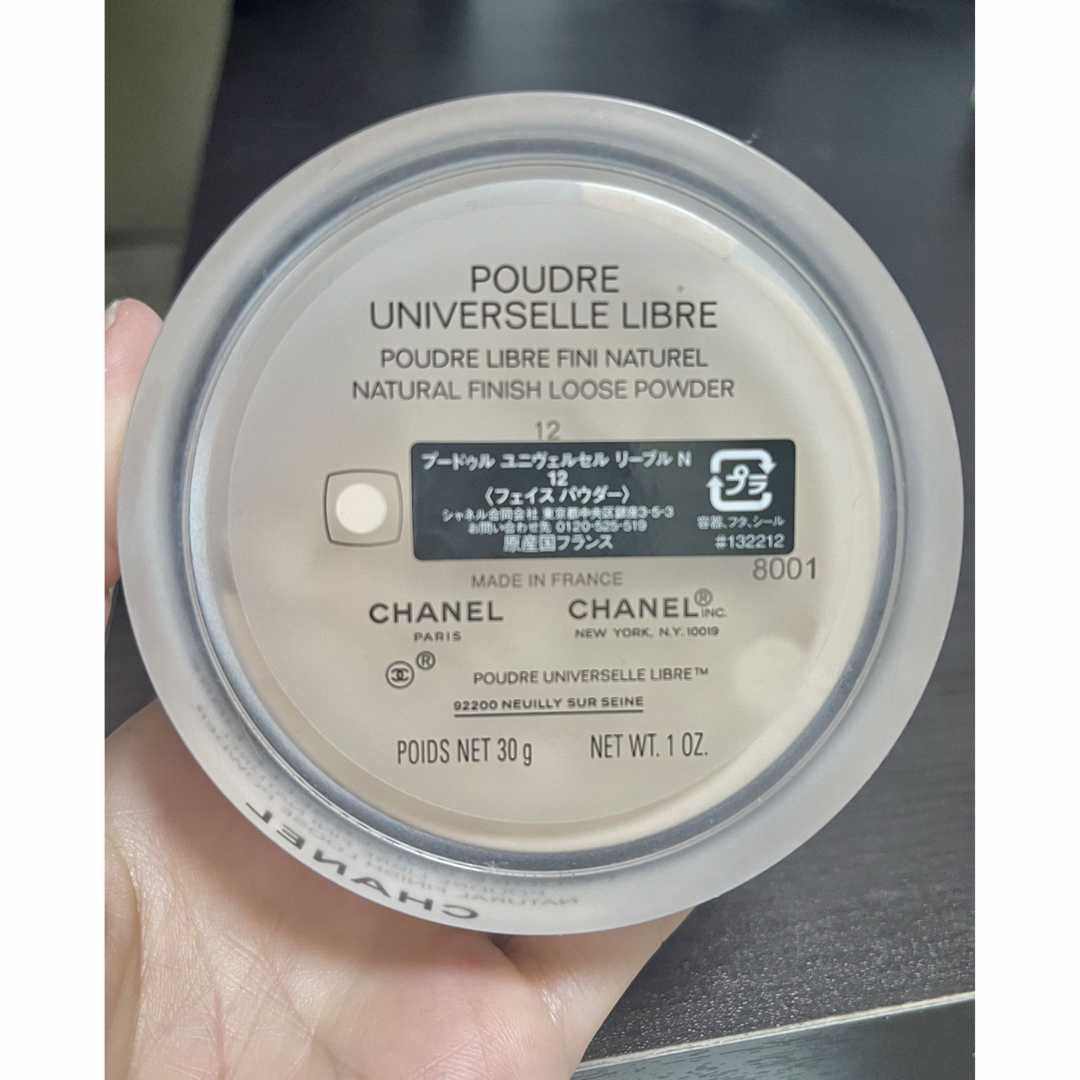 POUDRE
UNIVERSELLE LIBRE
POUDRE LIBRE FINI NATUREL
NATURAL FINISH LOOSE POWDER
12
プードゥル ユニヴェルセル リーブル N
12
〈フェイス パウダー〉
シャネル合同会社 東京都中央区銀座3-5-3
お問い合わせ先 0120-525-519
原産国フランス
プラ
容器、フタ、シール
#132212
8001
MADE IN FRANCE
CHANEL
PARIS
CHANEL® INC.
NEW YORK, N.Y. 10019
®
POUDRE UNIVERSELLE LIBRE™
92200 NEUILLY SUR SEINE
POIDS NET 30 g NET WT. 1 OZ.
CHANEL
NATURAL FINISH LOOSE POWDER